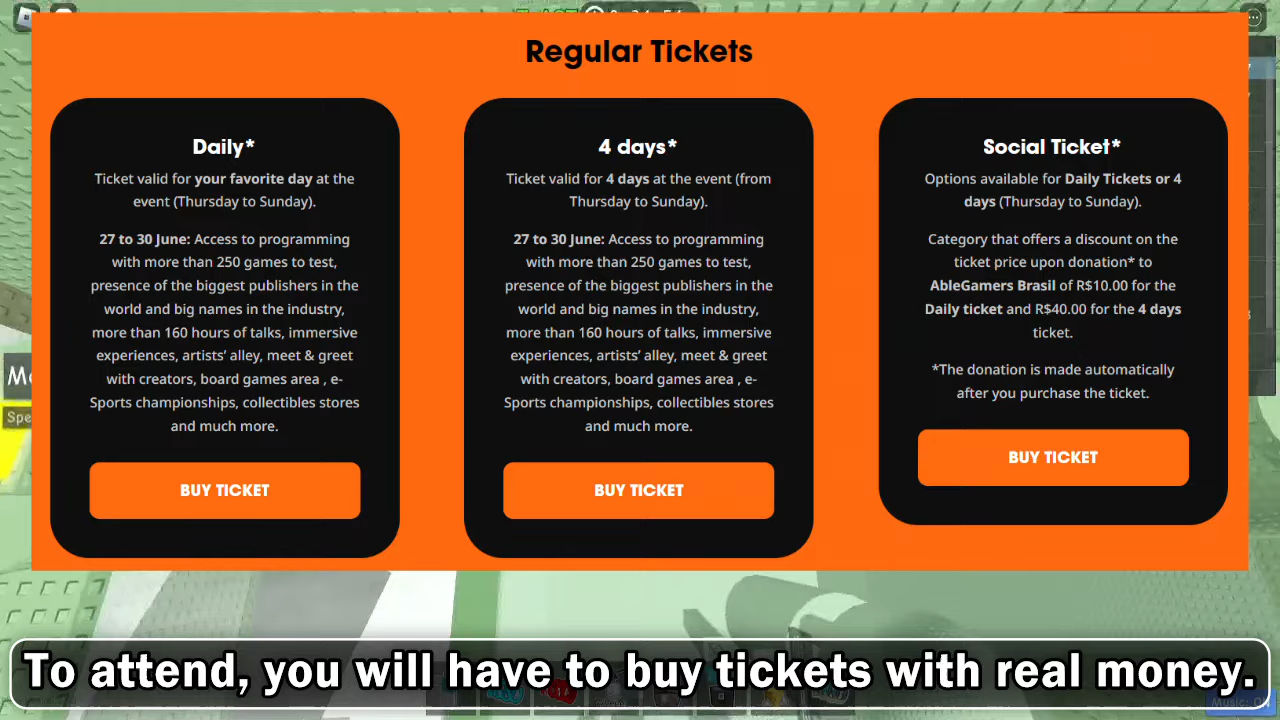 Regular Tickets
Daily*
Ticket valid for your favorite day at the
event (Thursday to Sunday).
27 to 30 June: Access to programming
with more than 250 games to test,
presence of the biggest publishers in the
world and big names in the industry,
more than 160 hours of talks, immersive
experiences, artists’ alley, meet & greet
with creators, board games area , e-
Sports championships, collectibles stores
and much more.
BUY TICKET
4 days*
Ticket valid for 4 days at the event (from
Thursday to Sunday).
27 to 30 June: Access to programming
with more than 250 games to test,
presence of the biggest publishers in the
world and big names in the industry,
more than 160 hours of talks, immersive
experiences, artists’ alley, meet & greet
with creators, board games area , e-
Sports championships, collectibles stores
and much more.
BUY TICKET
Social Ticket*
Options available for Daily Tickets or 4
days (Thursday to Sunday).
Category that offers a discount on the
ticket price upon donation* to
AbleGamers Brasil of R$10.00 for the
Daily ticket and R$40.00 for the 4 days
ticket.
*The donation is made automatically
after you purchase the ticket.
BUY TICKET
To attend, you will have to buy tickets with real money.
Music: ON